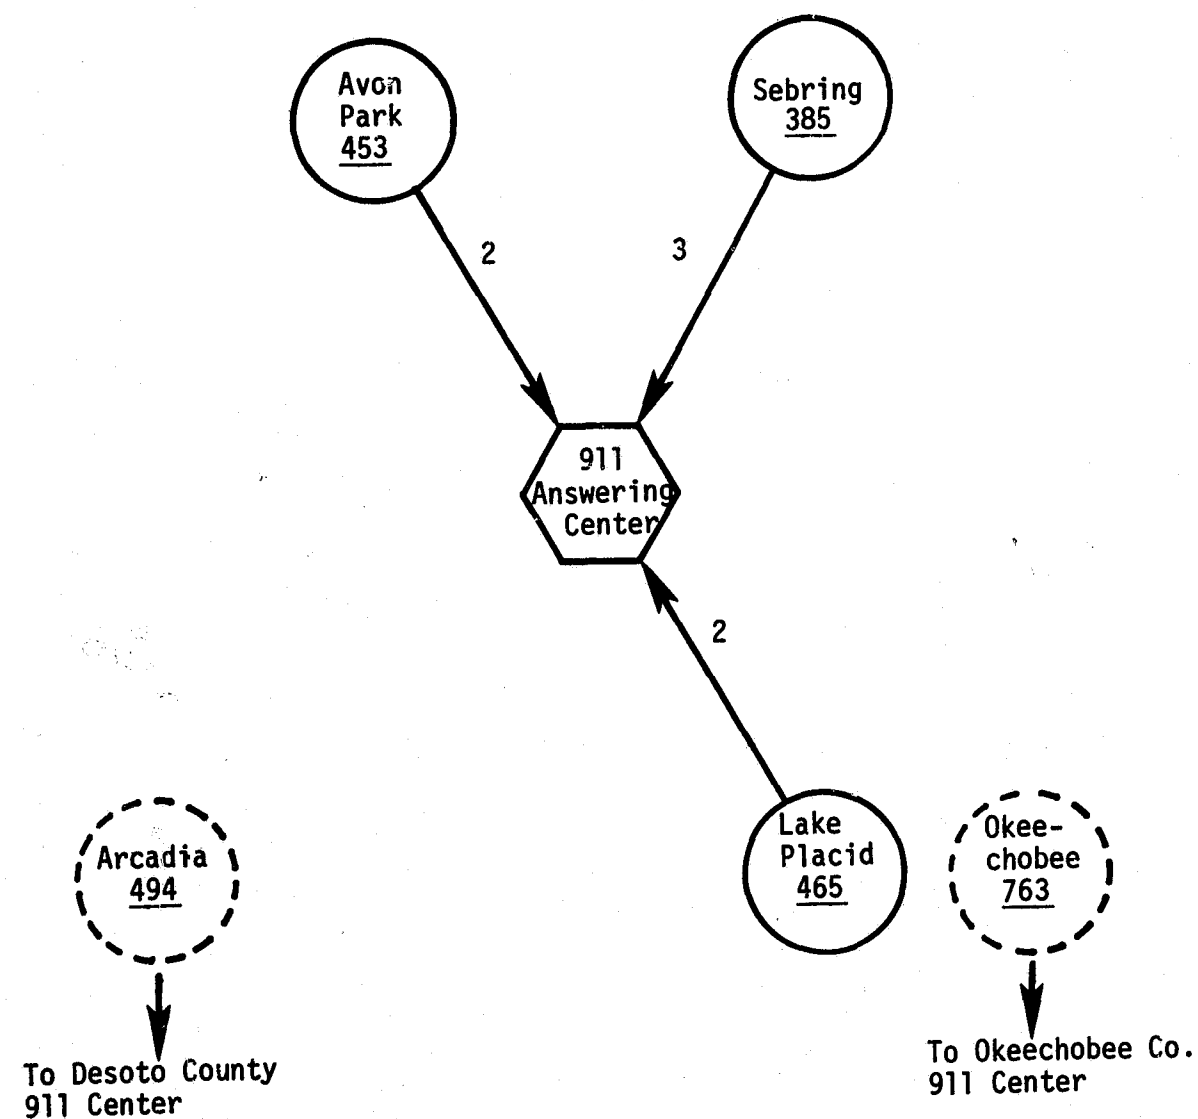 Avon
Park
453
Sebring
385
2
3
911
Answering
Center
2
Lake
Placid
465
Okee-
chobee
763
Arcadia
494
To Desoto County
911 Center
To Okeechobee Co.
911 Center